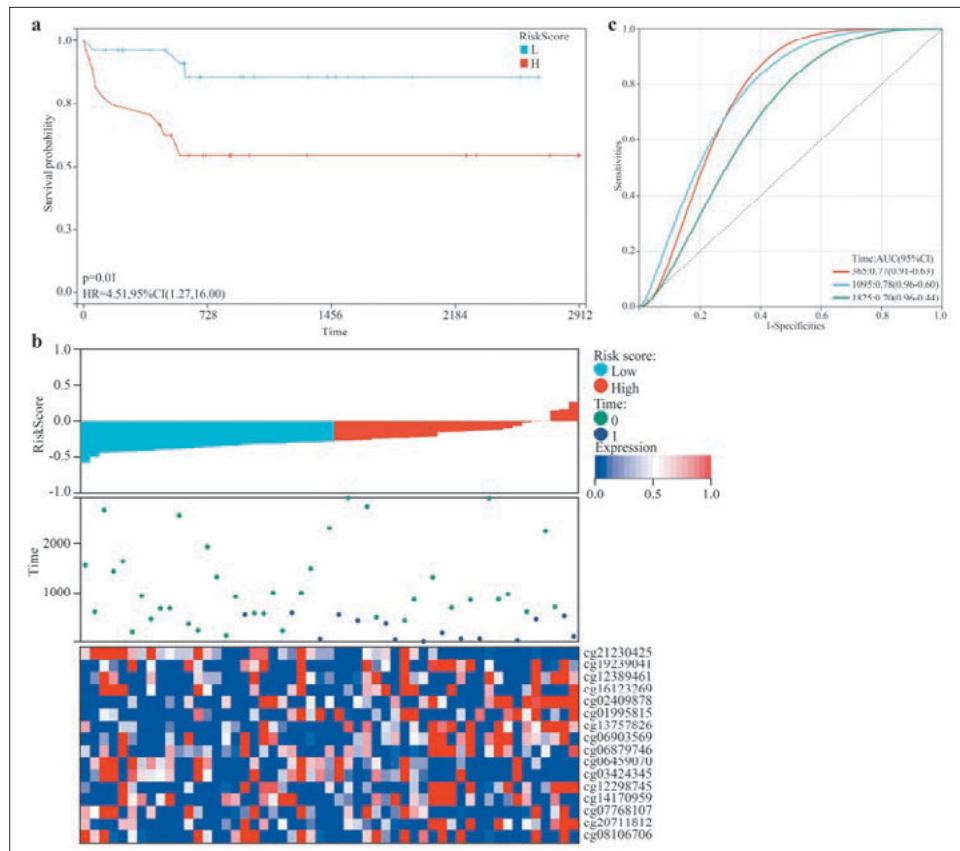 a
RiskScore
L
H
1.0
0.8
0.5
0.3
0.0
Survival probability
p=0.01
HR=4.51,95%CI(1.27,16.00)
0
728
1456
2184
2912
Time
c
1.0
0.8
0.6
0.4
0.2
0.0
Sensitivities
Time:AUC(95%CI)
365:0.77(0.91-0.63)
1095:0.78(0.96-0.60)
1825:0.70(0.96-0.44)
0.2
0.4
0.6
0.8
1.0
1-Specificities
b
1.0
0.5
0.0
-0.5
-1.0
RiskScore
Risk score:
Low
High
Time:
0
1
Expression
0.0
0.5
1.0
2000
1000
Time
cg21230425
cg19239041
cg12389461
cg16123269
cg02409878
cg01995815
cg13757826
cg06903569
cg06879746
cg06459070
cg03424345
cg12298745
cg14170959
cg07768107
cg20711812
cg08106706